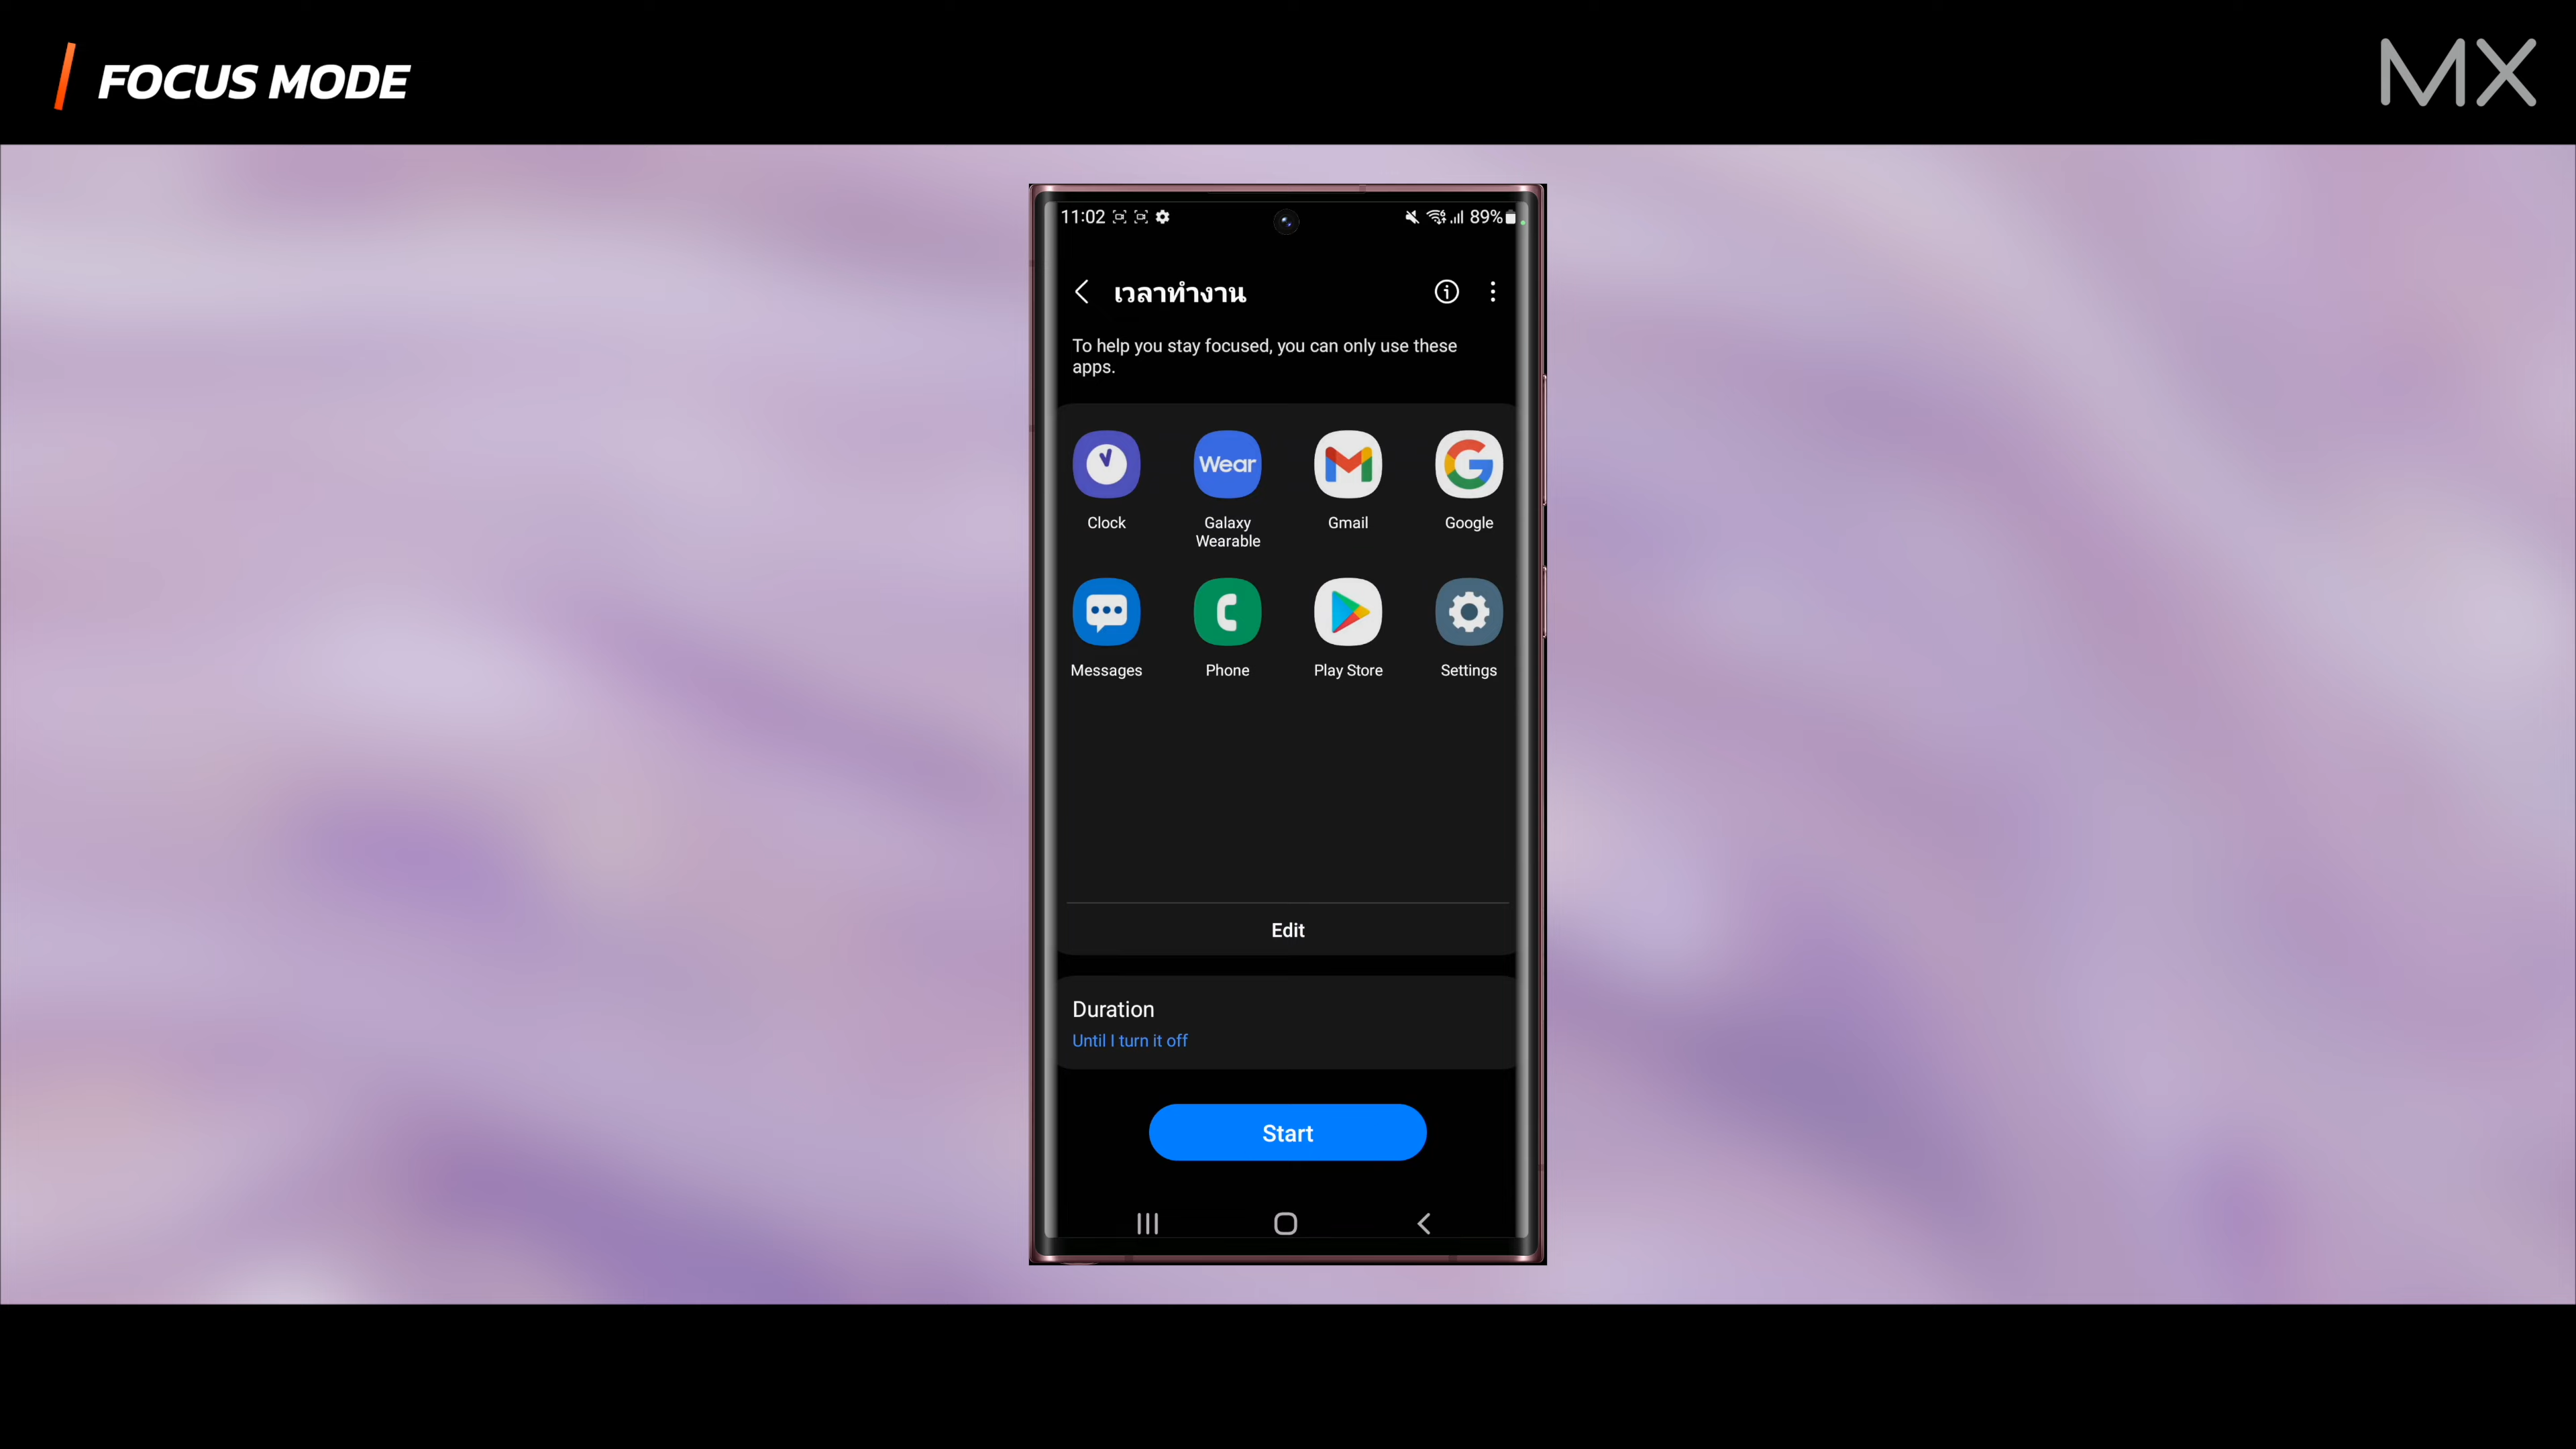 FOCUS MODE
MX
11:02
89%
เวลาทำงาน
To help you stay focused, you can only use these
apps.
Wear
Clock
Galaxy
Wearable
Gmail
Google
Messages
Phone
Play Store
Settings
Edit
Duration
Until I turn it off
Start